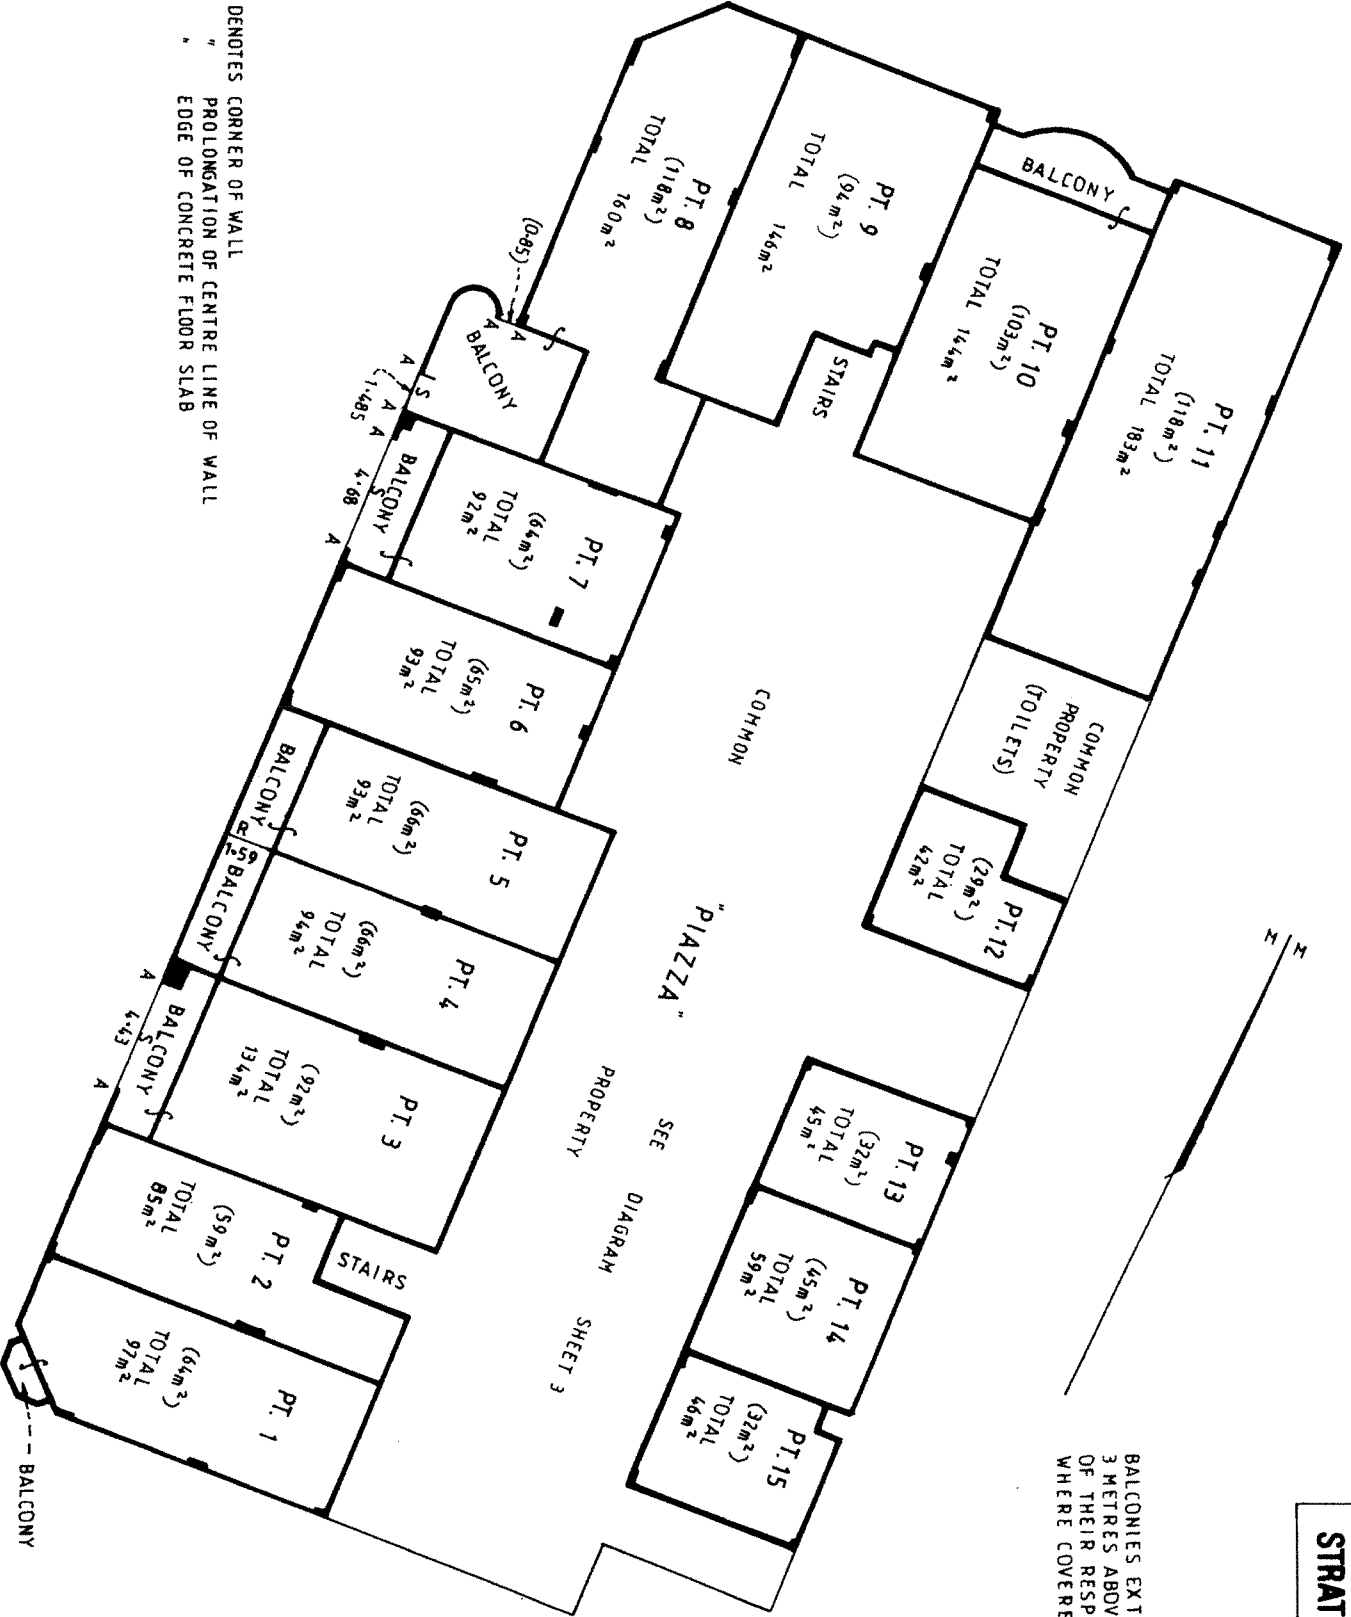 STRAT
BALCONIES EXT
3 METRES ABOV
OF THEIR RESP
WHERE COVERE
M M
PT. 11
(118m²)
TOTAL 183m²
BALCONY
PT. 10
(103m²)
TOTAL 144m²
PT. 9
(94m²)
TOTAL 146m²
STAIRS
PT. 8
(118m²)
TOTAL 160m²
(0.85)
A
A
BALCONY
A
S
(1.485)
A
A
BALCONY
S
4.68
A
PT. 7
(64m²)
TOTAL
92m²
PT. 6
(65m²)
TOTAL
93m²
PT. 5
(66m²)
TOTAL
93m²
BALCONY
R
1.59
BALCONY
PT. 4
(66m²)
TOTAL
94m²
A
BALCONY
S
4.43
A
PT. 3
(92m²)
TOTAL
134m²
PT. 2
(59m²)
TOTAL
85m²
STAIRS
PT. 1
(64m²)
TOTAL
97m²
BALCONY
COMMON
PROPERTY
(TOILETS)
PT. 12
(29m²)
TOTAL
42m²
PT. 13
(32m²)
TOTAL
45m²
PT. 14
(45m²)
TOTAL
59m²
PT. 15
(32m²)
TOTAL
46m²
COMMON PROPERTY
"PIAZZA"
SEE DIAGRAM SHEET 3
DENOTES CORNER OF WALL
" PROLONGATION OF CENTRE LINE OF WALL
" EDGE OF CONCRETE FLOOR SLAB